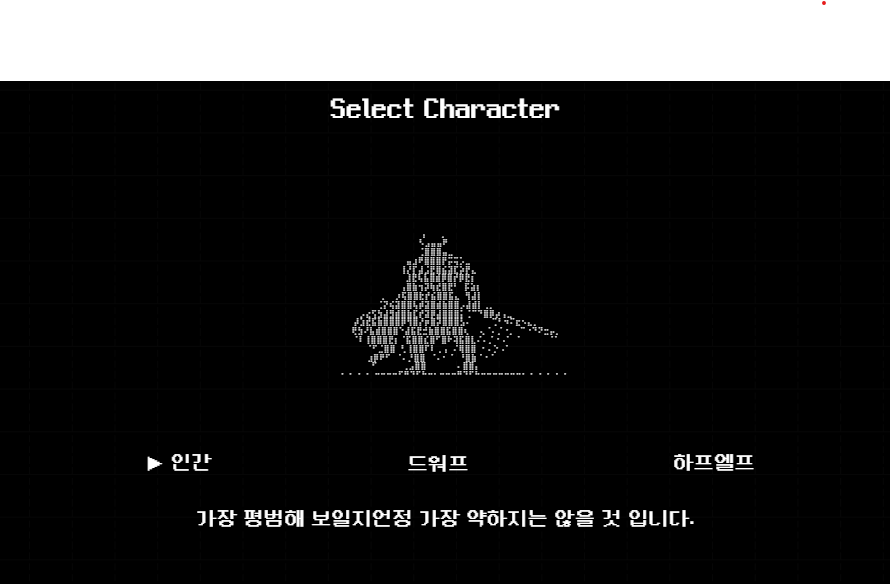 Select Character
▶ 인간 드워프 하프엘프
가장 평범해 보일지언정 가장 약하지는 않을 것 입니다.